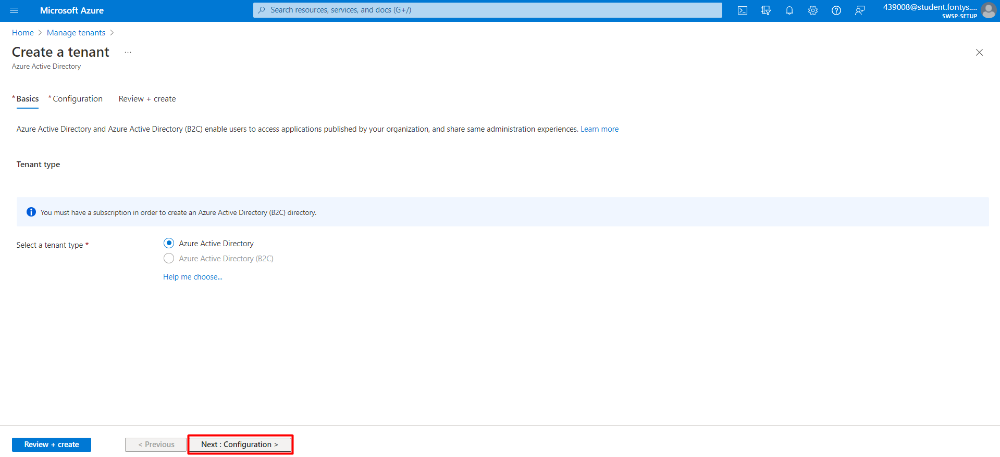 Microsoft Azure
Search resources, services, and docs (G+/)
439008@student.fontys....
SWSP-SETUP
Home > Manage tenants >
Create a tenant ...
Azure Active Directory
* Basics * Configuration Review + create
Azure Active Directory and Azure Active Directory (B2C) enable users to access applications published by your organization, and share same administration experiences. Learn more
Tenant type
You must have a subscription in order to create an Azure Active Directory (B2C) directory.
Select a tenant type *
Azure Active Directory
Azure Active Directory (B2C)
Help me choose...
Review + create
< Previous
Next : Configuration >